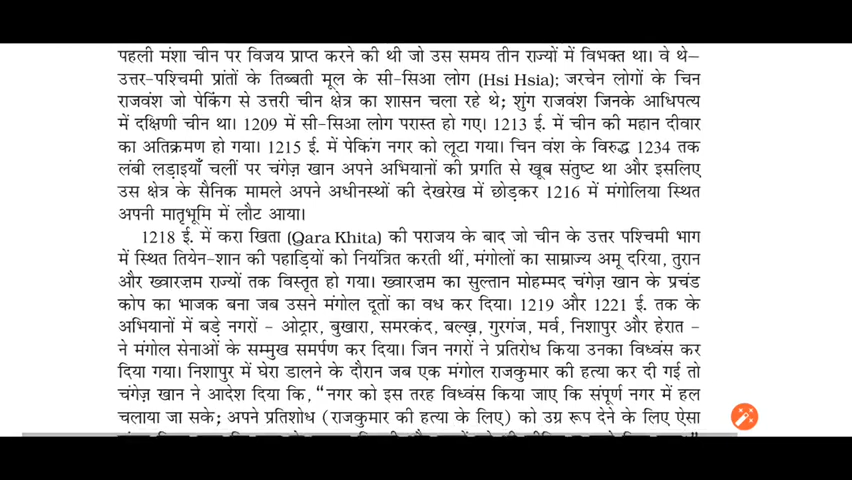 पहली मंशा चीन पर विजय प्राप्त करने की थी जो उस समय तीन राज्यों में विभक्त था। वे थे–
उत्तर-पश्चिमी प्रांतों के तिब्बती मूल के सी-सिआ लोग (Hsi Hsia); जरचेन लोगों के चिन
राजवंश जो पेकिंग से उत्तरी चीन क्षेत्र का शासन चला रहे थे; शुंग राजवंश जिनके आधिपत्य
में दक्षिणी चीन था। 1209 में सी-सिआ लोग परास्त हो गए। 1213 ई. में चीन की महान दीवार
का अतिक्रमण हो गया। 1215 ई. में पेकिंग नगर को लूटा गया। चिन वंश के विरुद्ध 1234 तक
लंबी लड़ाइयाँ चलीं पर चंगेज़ खान अपने अभियानों की प्रगति से खूब संतुष्ट था और इसलिए
उस क्षेत्र के सैनिक मामले अपने अधीनस्थों की देखरेख में छोड़कर 1216 में मंगोलिया स्थित
अपनी मातृभूमि में लौट आया।
1218 ई. में करा खिता (Qara Khita) की पराजय के बाद जो चीन के उत्तर पश्चिमी भाग
में स्थित तियेन-शान की पहाड़ियों को नियंत्रित करती थीं, मंगोलों का साम्राज्य अमू दरिया, तुरान
और ख्वारज़म राज्यों तक विस्तृत हो गया। ख्वारज़म का सुल्तान मोहम्मद चंगेज़ खान के प्रचंड
कोप का भाजक बना जब उसने मंगोल दूतों का वध कर दिया। 1219 और 1221 ई. तक के
अभियानों में बड़े नगरों - ओट्रार, बुखारा, समरकंद, बल्ख़, गुरगंज, मर्व, निशापुर और हेरात -
ने मंगोल सेनाओं के सम्मुख समर्पण कर दिया। जिन नगरों ने प्रतिरोध किया उनका विध्वंस कर
दिया गया। निशापुर में घेरा डालने के दौरान जब एक मंगोल राजकुमार की हत्या कर दी गई तो
चंगेज़ खान ने आदेश दिया कि, “नगर को इस तरह विध्वंस किया जाए कि संपूर्ण नगर में हल
चलाया जा सके; अपने प्रतिशोध (राजकुमार की हत्या के लिए) को उग्र रूप देने के लिए ऐसा